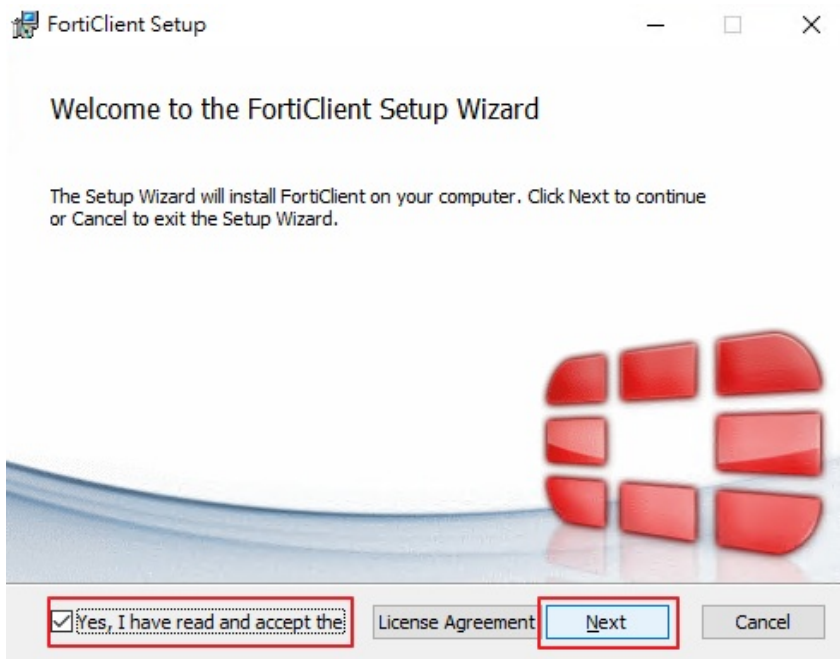 FortiClient Setup
Welcome to the FortiClient Setup Wizard
The Setup Wizard will install FortiClient on your computer. Click Next to continue
or Cancel to exit the Setup Wizard.
Yes, I have read and accept the License Agreement Next Cancel